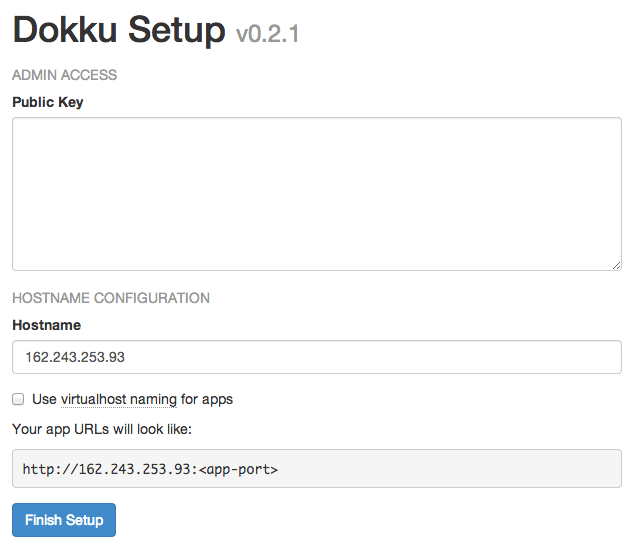 Dokku Setup v0.2.1
ADMIN ACCESS
Public Key
HOSTNAME CONFIGURATION
Hostname
162.243.253.93
Use virtualhost naming for apps
Your app URLs will look like:
http://162.243.253.93:<app-port>
Finish Setup